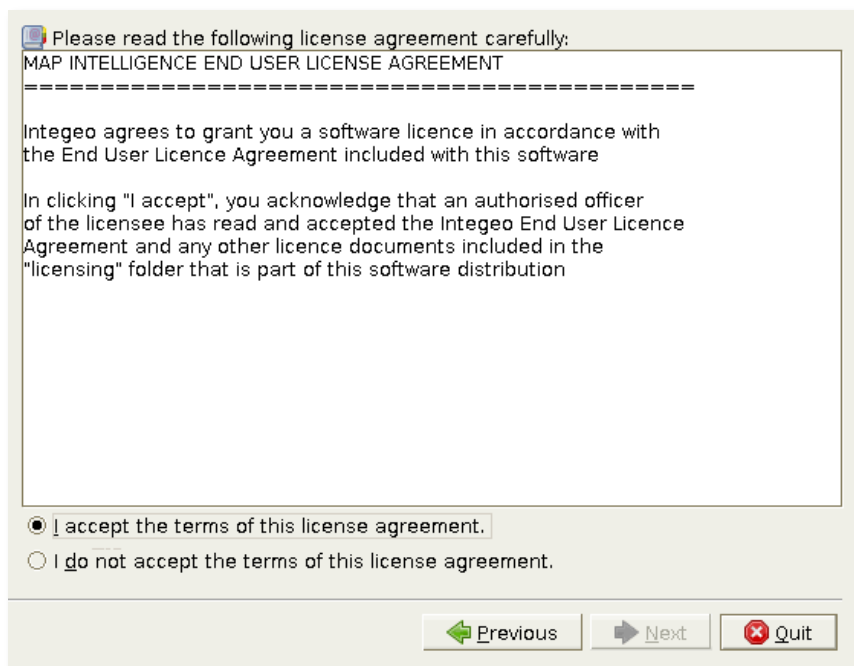 Please read the following license agreement carefully:
MAP INTELLIGENCE END USER LICENSE AGREEMENT
============================================
Integeo agrees to grant you a software licence in accordance with
the End User Licence Agreement included with this software
In clicking "I accept", you acknowledge that an authorised officer
of the licensee has read and accepted the Integeo End User Licence
Agreement and any other licence documents included in the
"licensing" folder that is part of this software distribution
I accept the terms of this license agreement.
I do not accept the terms of this license agreement.
Previous Next Quit